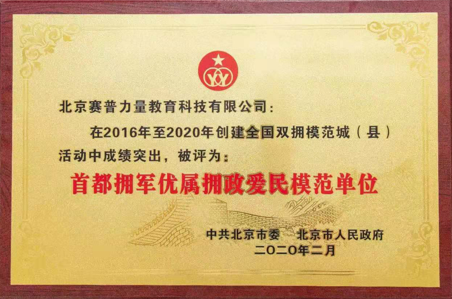 北京赛普力量教育科技有限公司：
在2016年至2020年创建全国双拥模范城（县）
活动中成绩突出，被评为：
首都拥军优属拥政爱民模范单位
中共北京市委 北京市人民政府
二〇二〇年二月